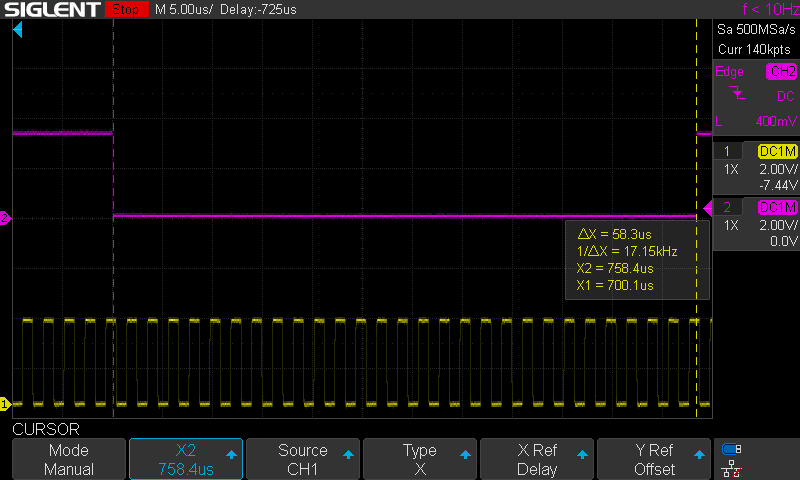 SIGLENT Stop M 5.00us/ Delay:-725us f < 10Hz
Sa 500MSa/s
Curr 140kpts
Edge CH2
DC
L 400mV
1 DC1M
1X 2.00V/
-7.44V
2 DC1M
1X 2.00V/
0.0V
2
ΔX = 58.3us
1/ΔX = 17.15kHz
X2 = 758.4us
X1 = 700.1us
1
CURSOR
Mode X2 Source Type X Ref Y Ref
Manual 758.4us CH1 X Delay Offset